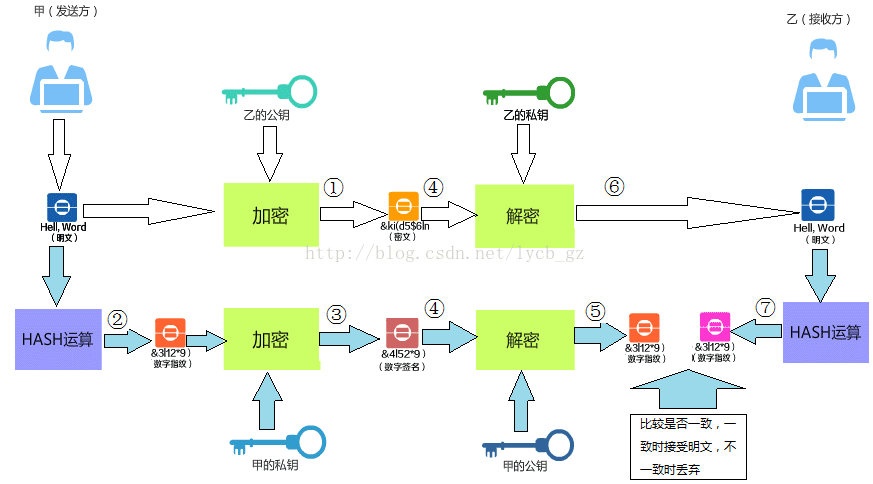 甲（发送方）
乙（接收方）
乙的公钥
乙的私钥
①
④
⑥
加密
解密
Hell, Word
（明文）
&ki(d5$6ln
（密文）
Hell, Word
（明文）
http://blog.csdn.net/lycb_gz
②
③
④
⑤
⑦
HASH运算
加密
解密
HASH运算
&3l12*9）
数字指纹
&4l52*9）
（数字签名）
&3l12*9）
数字指纹
&3l12*9）
（数字指纹）
甲的私钥
甲的公钥
比较是否一致，一
致时接受明文，不
一致时丢弃